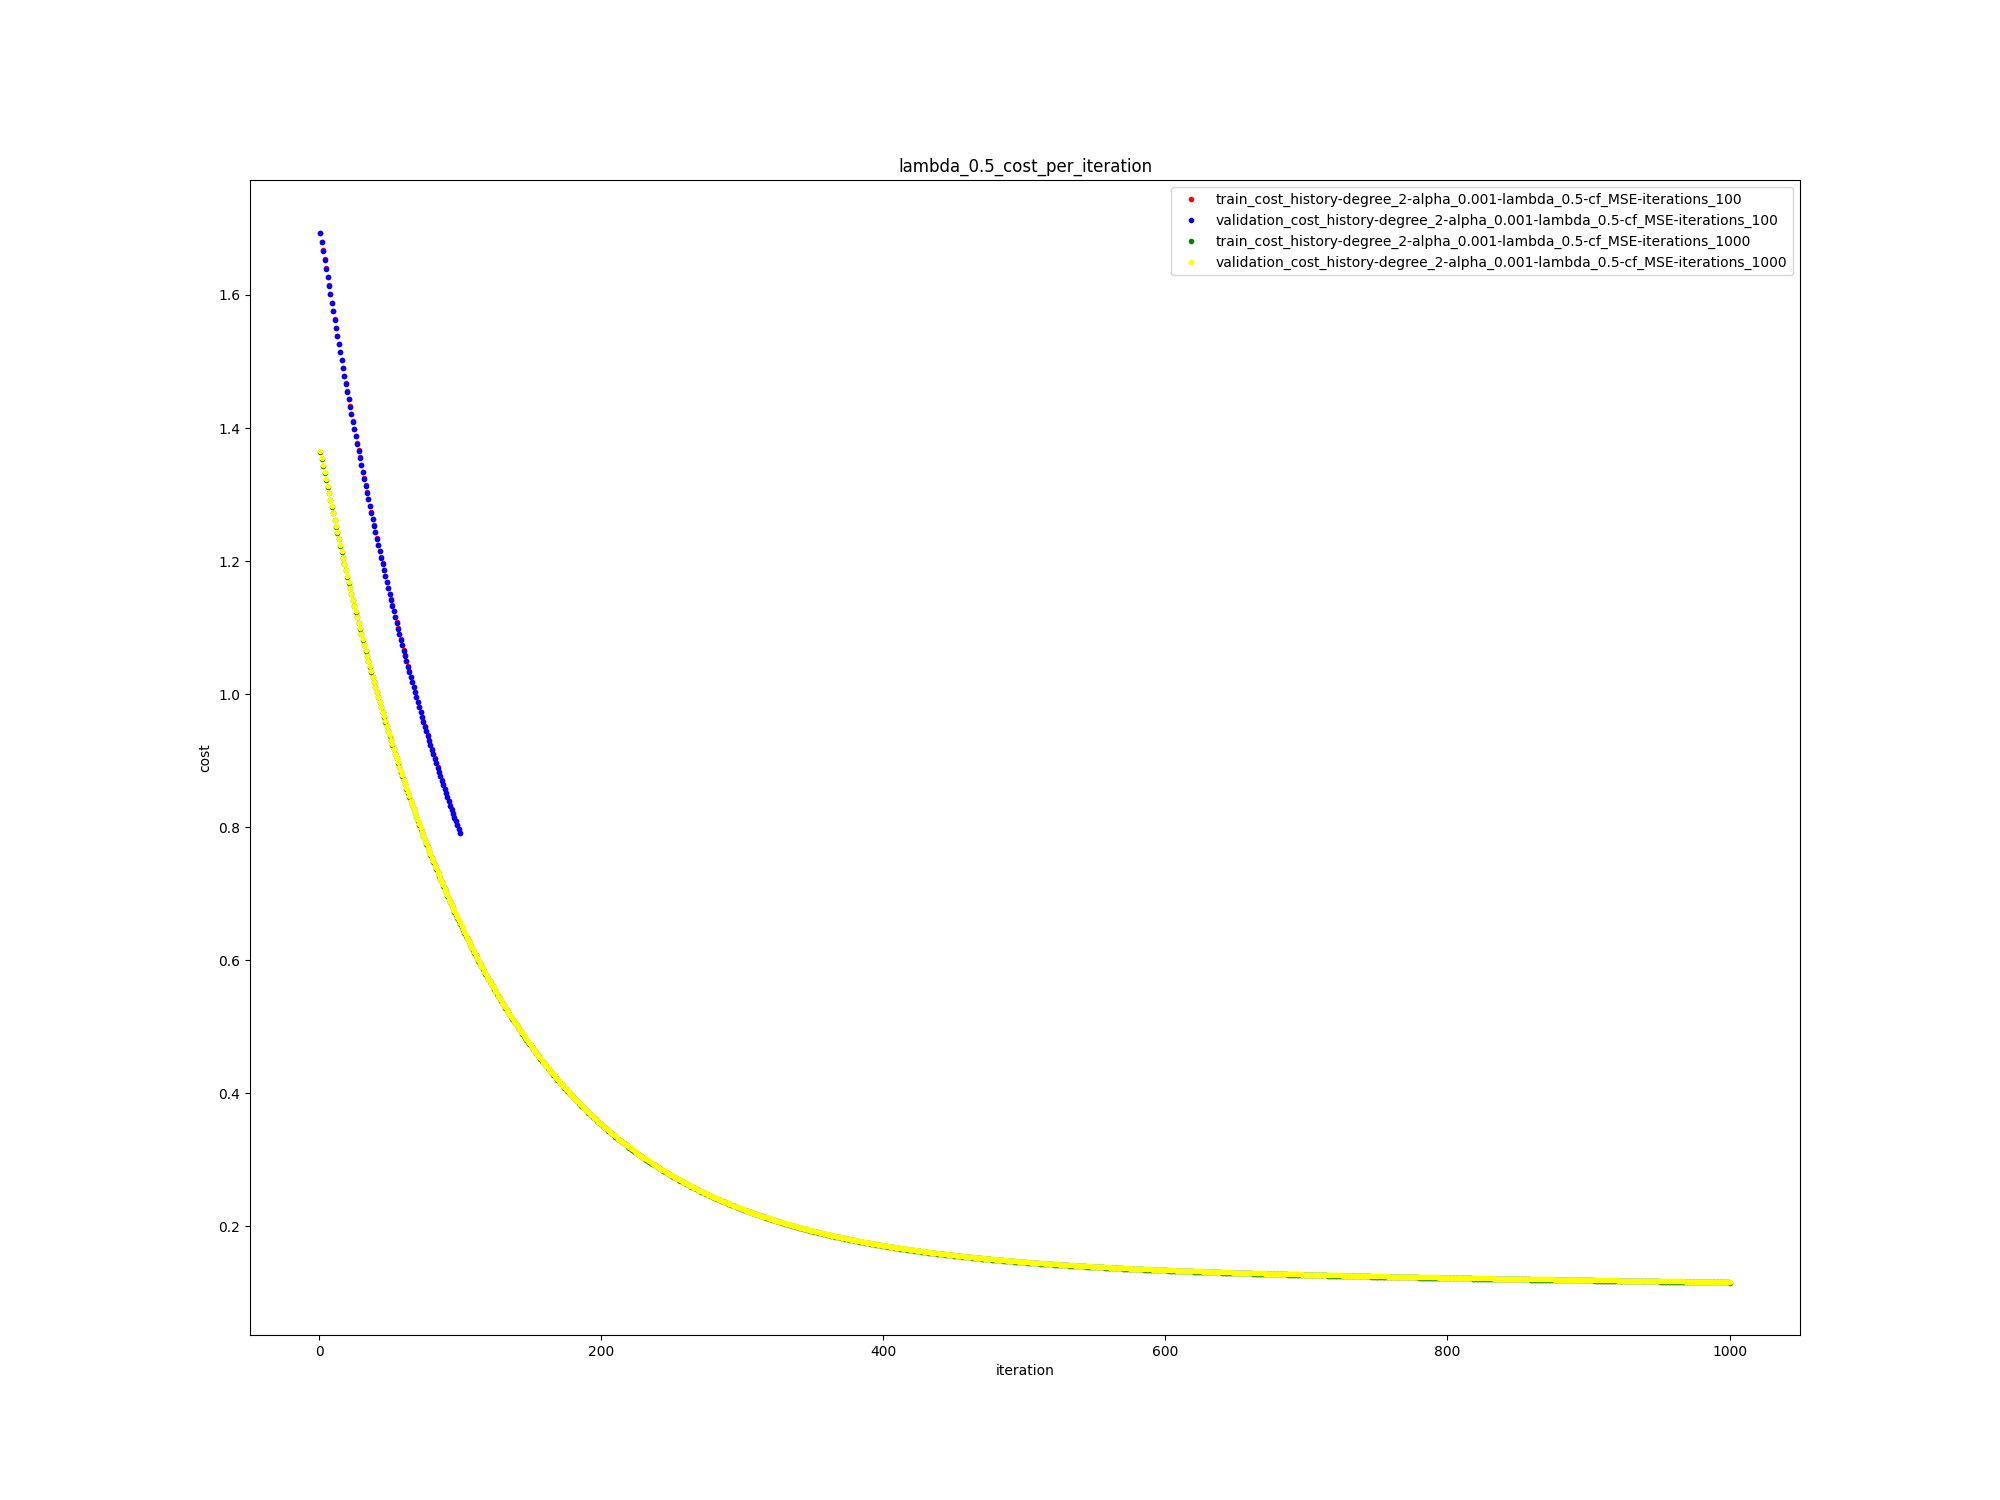 lambda_0.5_cost_per_iteration
train_cost_history-degree_2-alpha_0.001-lambda_0.5-cf_MSE-iterations_100
validation_cost_history-degree_2-alpha_0.001-lambda_0.5-cf_MSE-iterations_100
train_cost_history-degree_2-alpha_0.001-lambda_0.5-cf_MSE-iterations_1000
validation_cost_history-degree_2-alpha_0.001-lambda_0.5-cf_MSE-iterations_1000
1.6
1.4
1.2
1.0
cost
0.8
0.6
0.4
0.2
0 200 400 600 800 1000
iteration